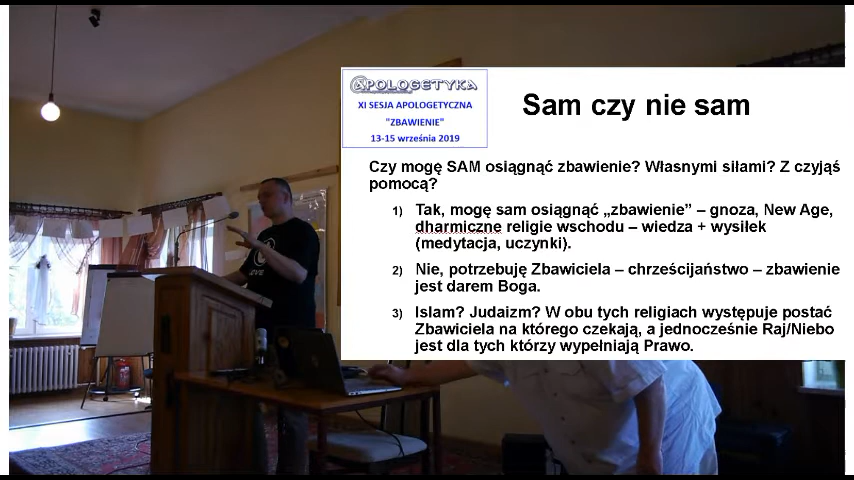 @POLOGETYKA
XI SESJA APOLOGETYCZNA
"ZBAWIENIE"
13-15 września 2019
Sam czy nie sam
Czy mogę SAM osiągnąć zbawienie? Własnymi siłami? Z czyjąś
pomocą?
1) Tak, mogę sam osiągnąć „zbawienie” – gnoza, New Age,
dharmiczne religie wschodu – wiedza + wysiłek
(medytacja, uczynki).
2) Nie, potrzebuję Zbawiciela – chrześcijaństwo – zbawienie
jest darem Boga.
3) Islam? Judaizm? W obu tych religiach występuje postać
Zbawiciela na którego czekają, a jednocześnie Raj/Niebo
jest dla tych którzy wypełniają Prawo.